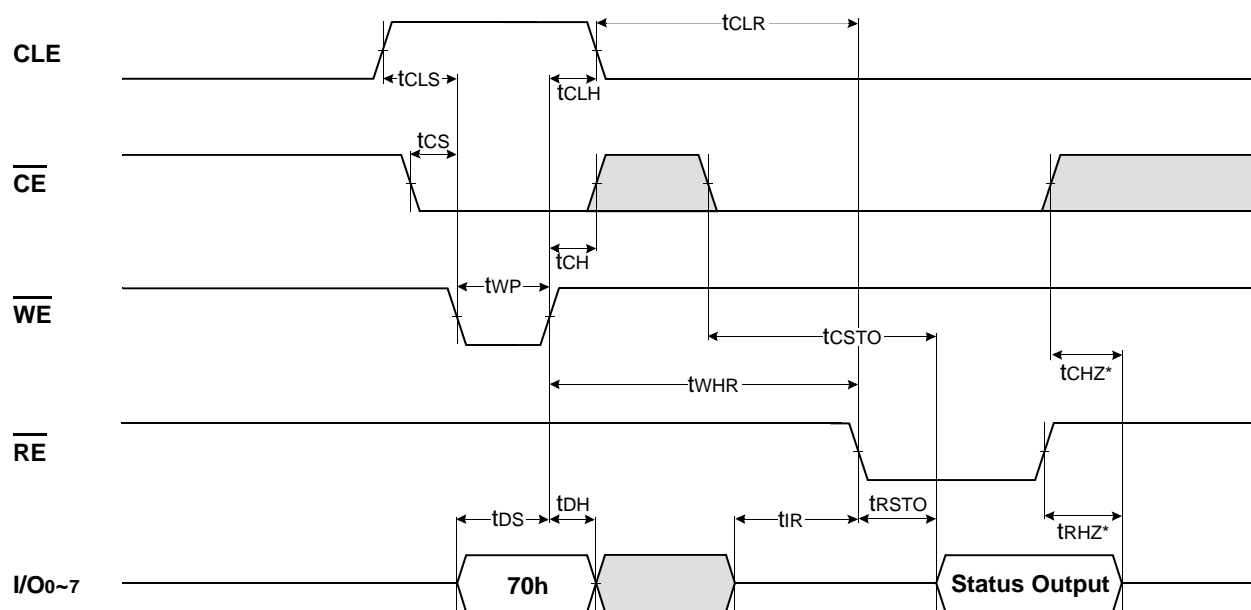 tCLR
CLE
tCLS
tCLH
tCS
CE
tCH
tWP
WE
tCSTO
tCHZ*
tWHR
RE
tDS
tDH
tIR
tRSTO
tRHZ*
I/O0~7
70h
Status Output